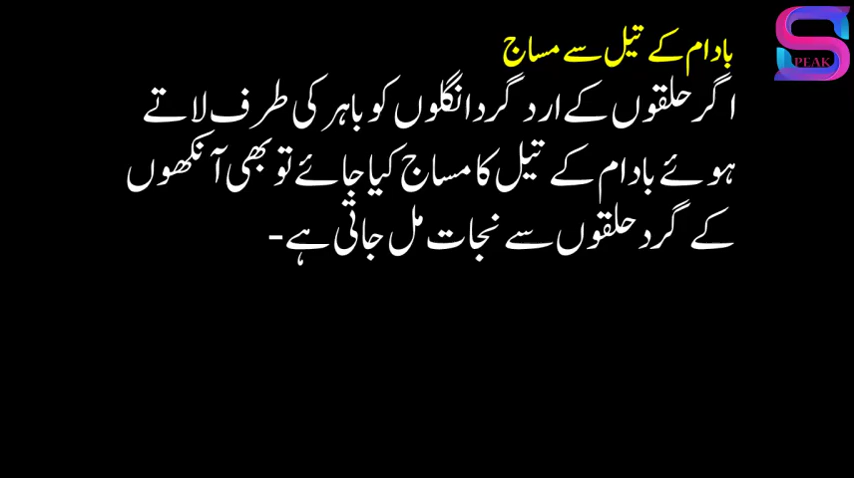 بادام کے تیل سے مساج
اگر حلقوں کے ارد گرد انگلوں کو باہر کی طرف لاتے
ہوئے بادام کے تیل کا مساج کیا جائے تو بھی آنکھوں
کے گرد حلقوں سے نجات مل جاتی ہے-
SPEAK